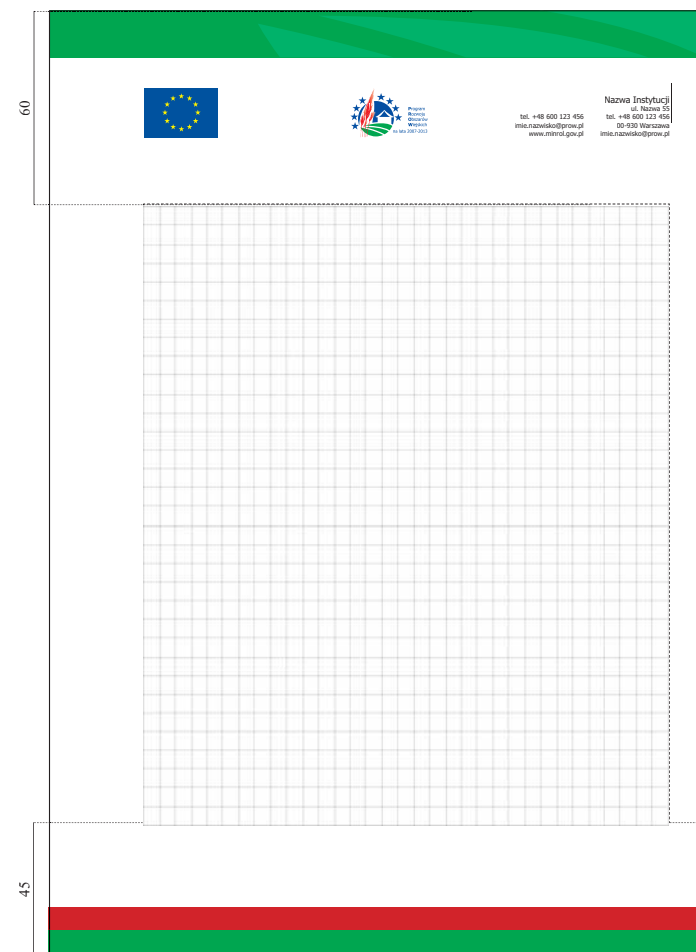 60
Program
Rozwoju
Obszarów
Wiejskich
na lata 2007-2013
tel. +48 600 123 456
imie.nazwisko@prow.pl
www.minrol.gov.pl
Nazwa Instytucji
ul. Nazwa 55
tel. +48 600 123 456
00-930 Warszawa
imie.nazwisko@prow.pl
45